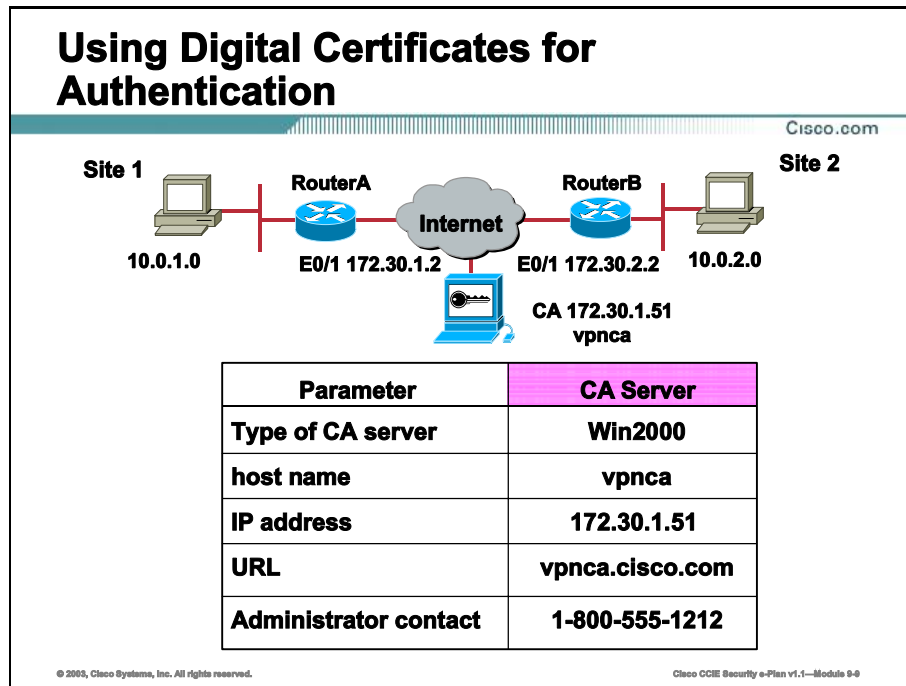 Using Digital Certificates for
Authentication
Cisco.com
Site 1
Site 2
RouterA
RouterB
Internet
10.0.1.0
E0/1 172.30.1.2
E0/1 172.30.2.2
10.0.2.0
CA 172.30.1.51
vpnca
Parameter
CA Server
Type of CA server
Win2000
host name
vpnca
IP address
172.30.1.51
URL
vpnca.cisco.com
Administrator contact
1-800-555-1212
© 2003, Cisco Systems, Inc. All rights reserved.
Cisco CCIE Security e-Plan v1.1—Module 9-9